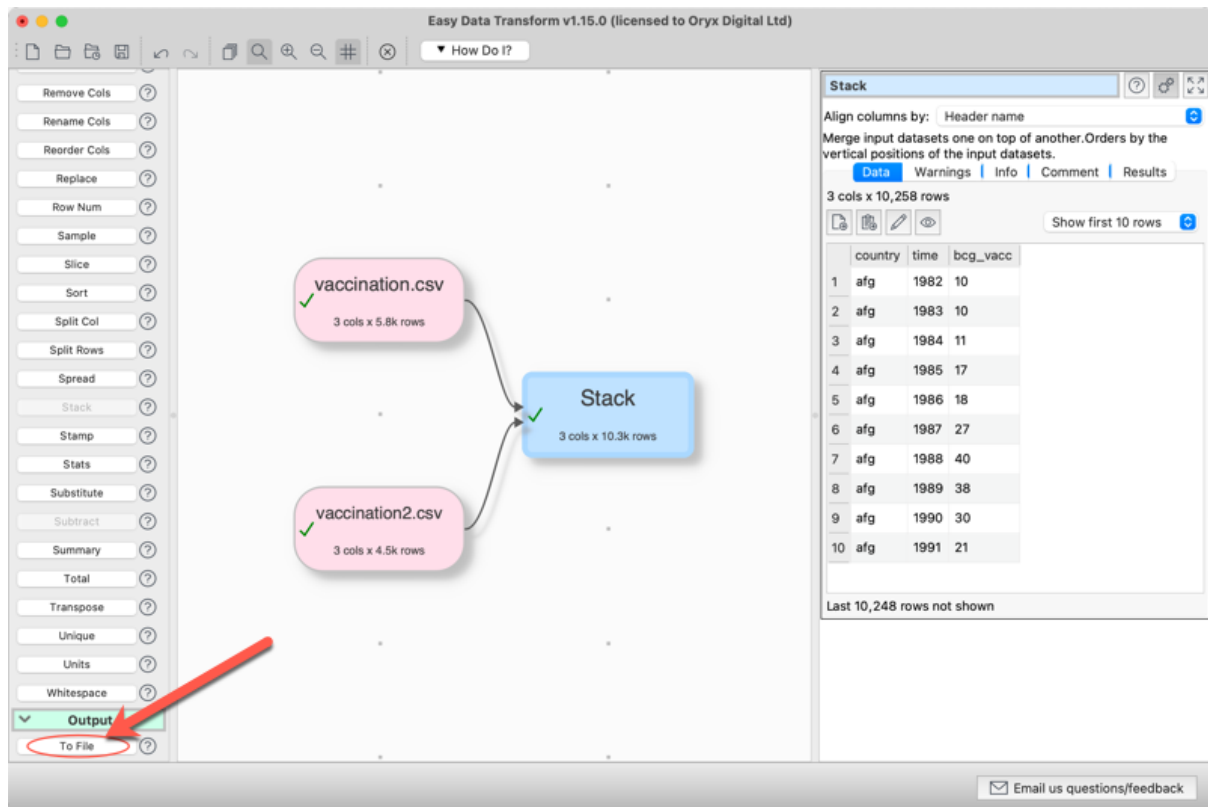 Easy Data Transform v1.15.0 (licensed to Oryx Digital Ltd)
▼ How Do I?
Remove Cols ?
Rename Cols ?
Reorder Cols ?
Replace ?
Row Num ?
Sample ?
Slice ?
Sort ?
Split Col ?
Split Rows ?
Spread ?
Stack ?
Stamp ?
Stats ?
Substitute ?
Subtract ?
Summary ?
Total ?
Transpose ?
Unique ?
Units ?
Whitespace ?
Output
To File ?
vaccination.csv
3 cols x 5.8k rows
vaccination2.csv
3 cols x 4.5k rows
Stack
3 cols x 10.3k rows
Stack ?
Align columns by: Header name
Merge input datasets one on top of another.Orders by the
vertical positions of the input datasets.
Data Warnings Info Comment Results
3 cols x 10,258 rows
Show first 10 rows
country time bcg_vacc
1 afg 1982 10
2 afg 1983 10
3 afg 1984 11
4 afg 1985 17
5 afg 1986 18
6 afg 1987 27
7 afg 1988 40
8 afg 1989 38
9 afg 1990 30
10 afg 1991 21
Last 10,248 rows not shown
Email us questions/feedback